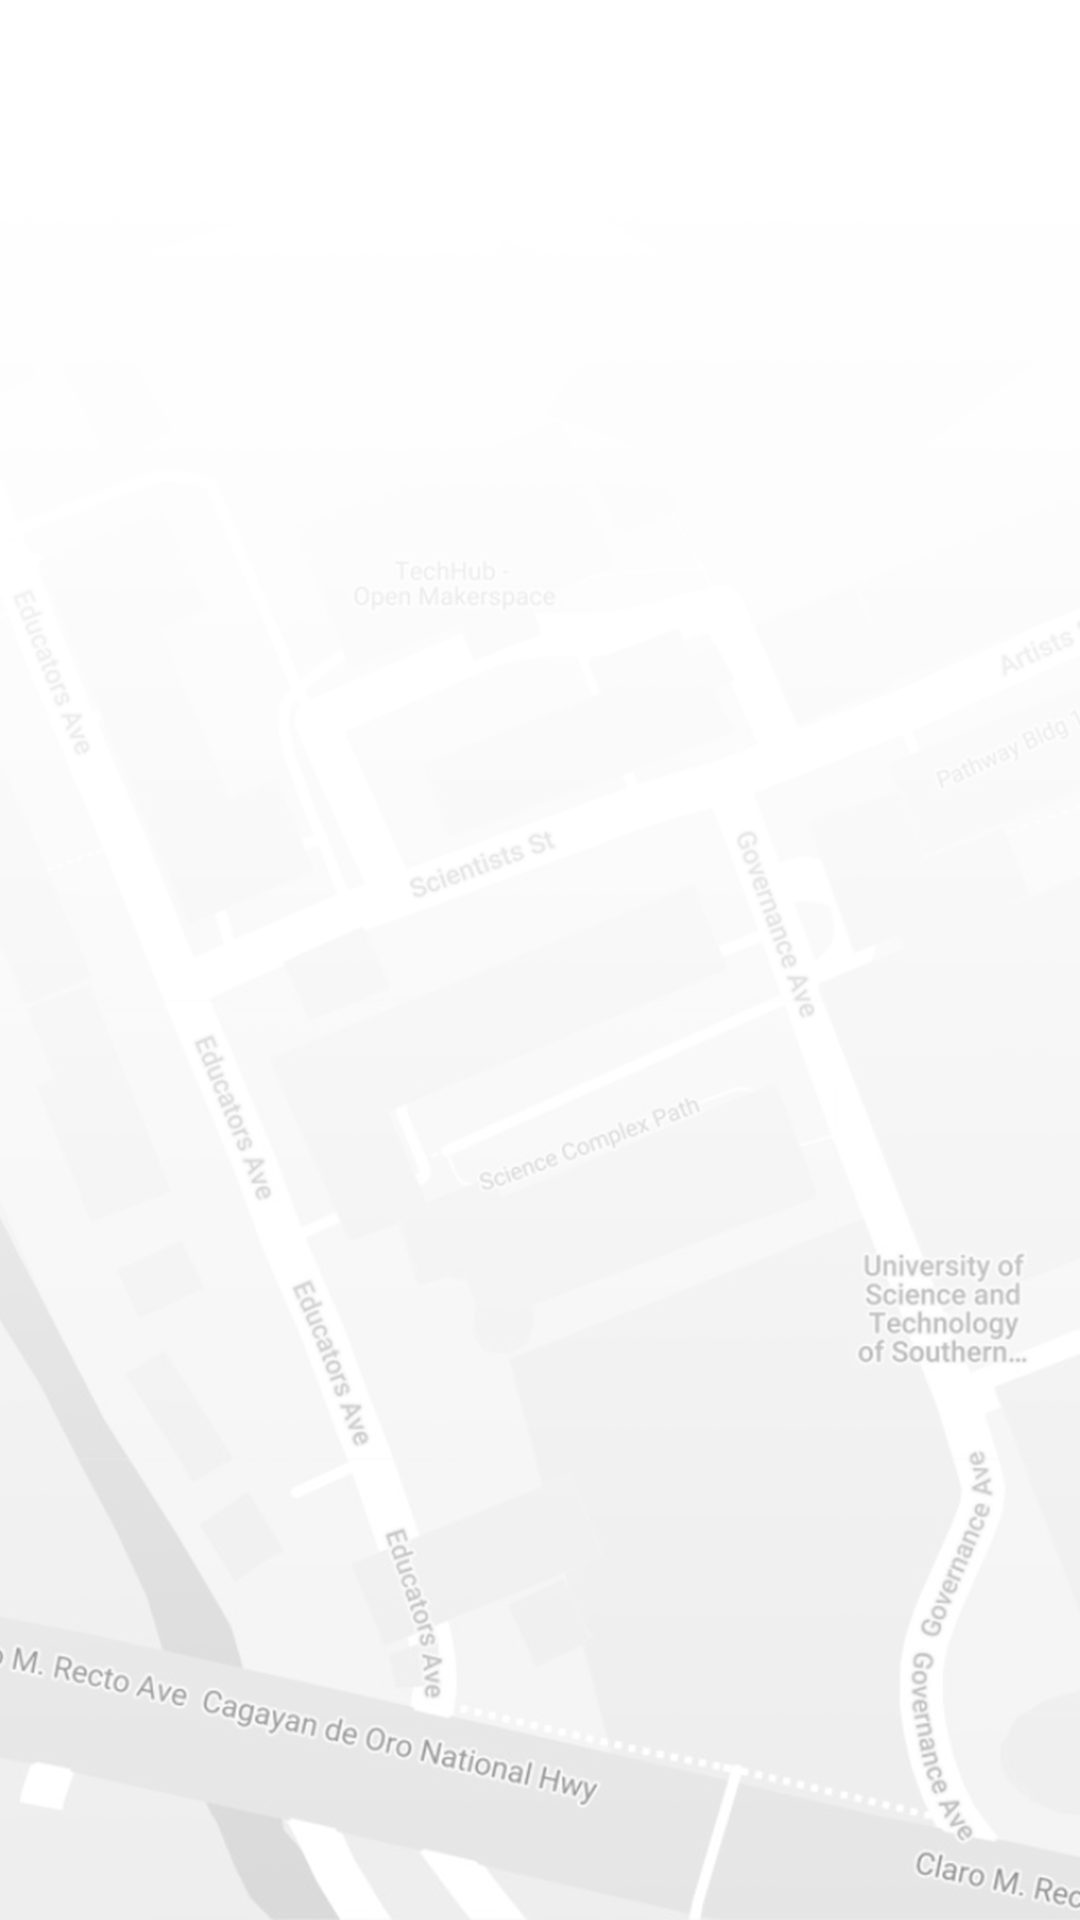 TechHub -
Open Makerspace
Educators Ave
Artists
Pathway Bldg 1
Scientists St
Governance Ave
Educators Ave
Science Complex Path
University of
Science and
Technology
of Southern...
Educators Ave
Governance Ave
Educators Ave
Governance Ave
M. Recto Ave
Cagayan de Oro National Hwy
Claro M. Rec